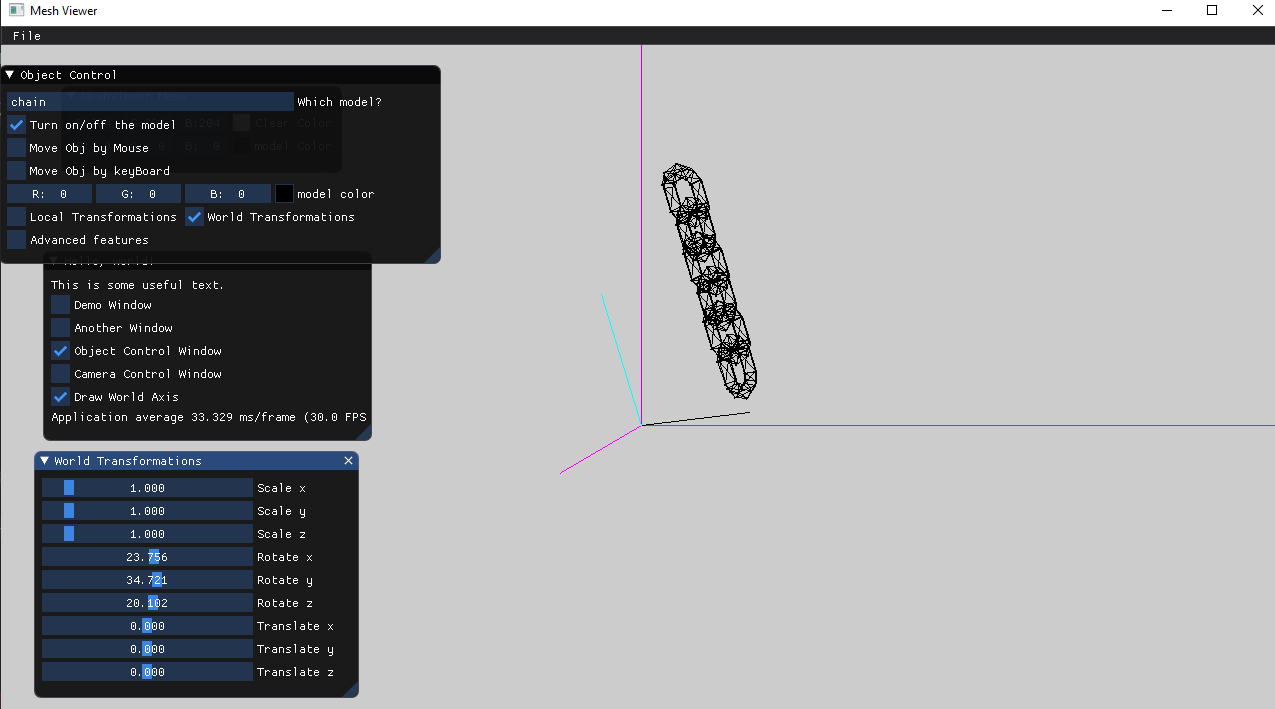 Mesh Viewer
File
Object Control
chain Which model?
Turn on/off the model
B:204 Clear Color
Move Obj by Mouse
0 B: 0 model Color
Move Obj by keyBoard
R: 0 G: 0 B: 0 model color
Local Transformations World Transformations
Advanced features
This is some useful text.
Demo Window
Another Window
Object Control Window
Camera Control Window
Draw World Axis
Application average 33.329 ms/frame (30.0 FPS
World Transformations
1.000 Scale x
1.000 Scale y
1.000 Scale z
23.756 Rotate x
34.721 Rotate y
20.102 Rotate z
0.000 Translate x
0.000 Translate y
0.000 Translate z